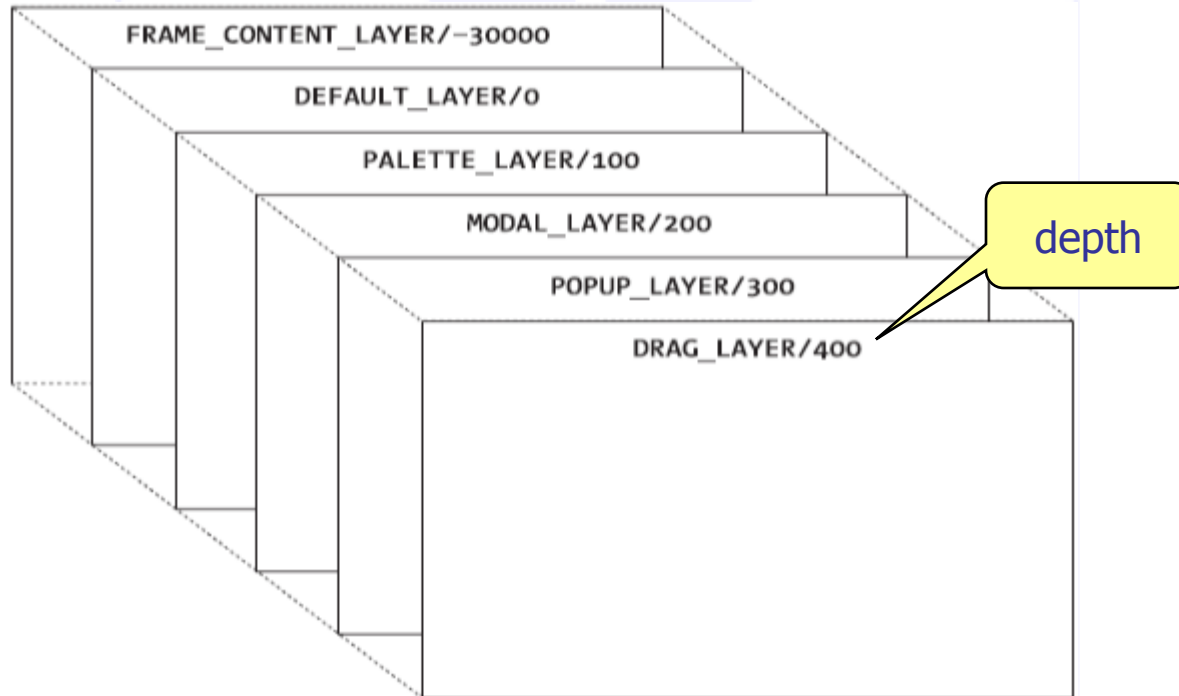 FRAME_CONTENT_LAYER/-30000
DEFAULT_LAYER/0
PALETTE_LAYER/100
MODAL_LAYER/200
depth
POPUP_LAYER/300
DRAG_LAYER/400